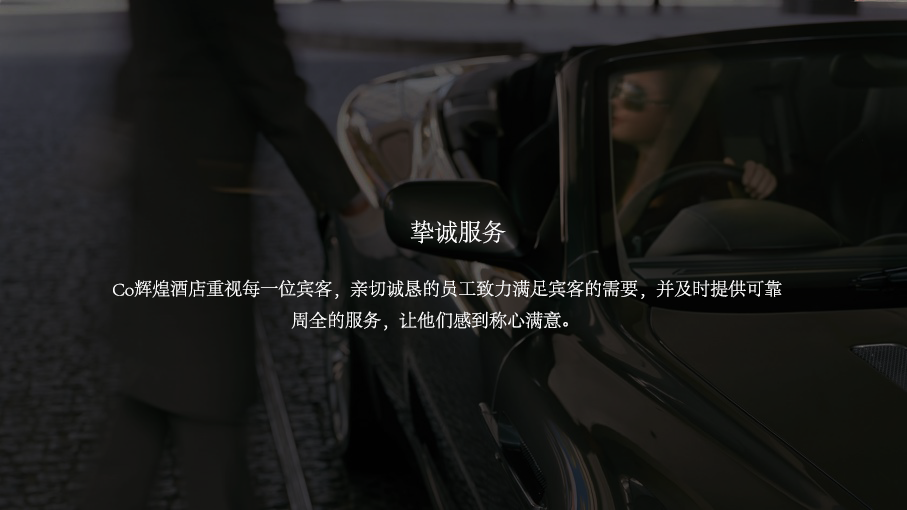 挚诚服务
Co辉煌酒店重视每一位宾客，亲切诚恳的员工致力满足宾客的需要，并及时提供可靠
周全的服务，让他们感到称心满意。